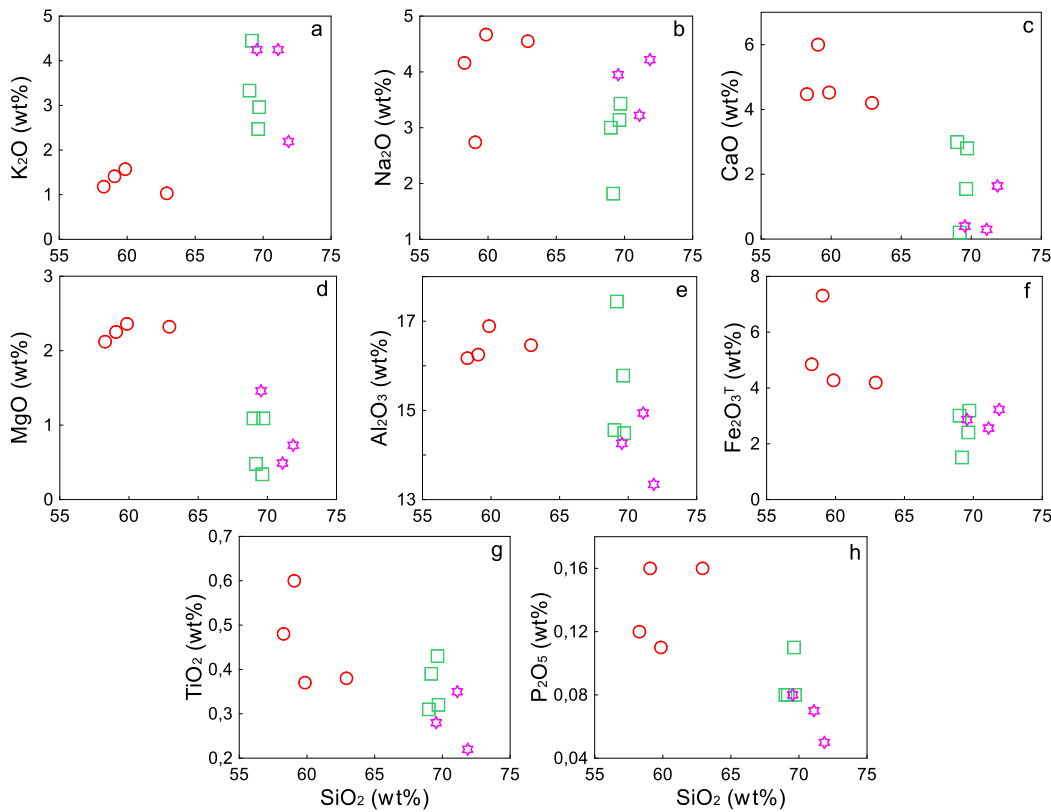 a
5
4
3
2
1
0
K₂O (wt%)
55 60 65 70 75
b
5
4
3
2
1
Na₂O (wt%)
55 60 65 70 75
c
6
4
2
0
CaO (wt%)
55 60 65 70 75
d
3
2
1
0
MgO (wt%)
55 60 65 70 75
e
17
15
13
Al₂O₃ (wt%)
55 60 65 70 75
f
8
6
4
2
0
Fe₂O₃ᵀ (wt%)
55 60 65 70 75
g
0,7
0,6
0,5
0,4
0,3
0,2
TiO₂ (wt%)
55 60 65 70 75
SiO₂ (wt%)
h
0,16
0,12
0,08
0,04
P₂O₅ (wt%)
55 60 65 70 75
SiO₂ (wt%)